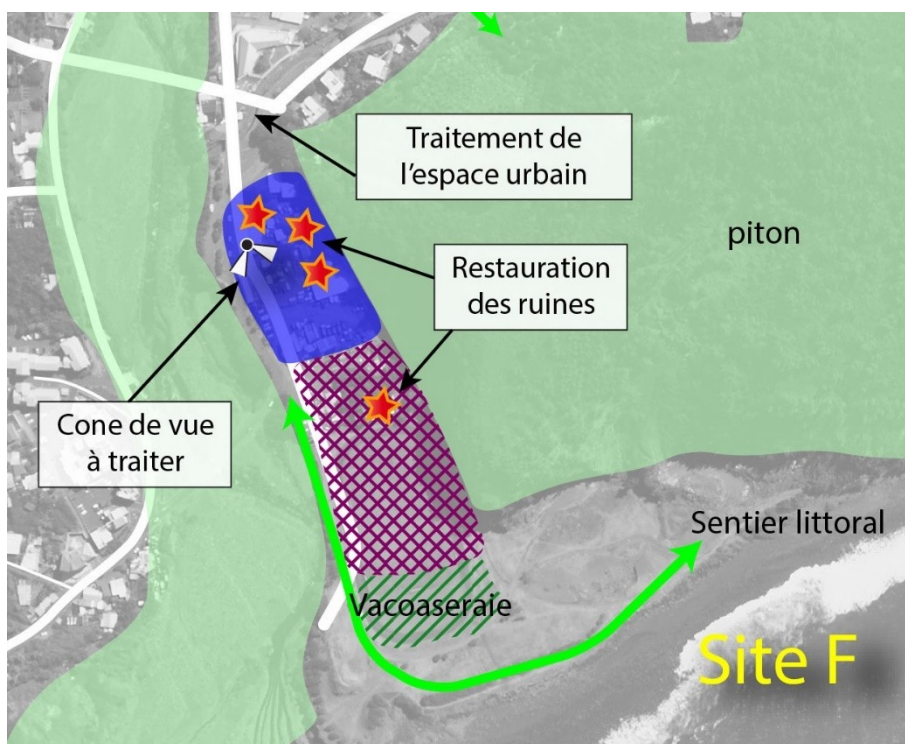 Traitement de
l'espace urbain
piton
Restauration
des ruines
Cone de vue
à traiter
Sentier littoral
Vacoaseraie
Site F